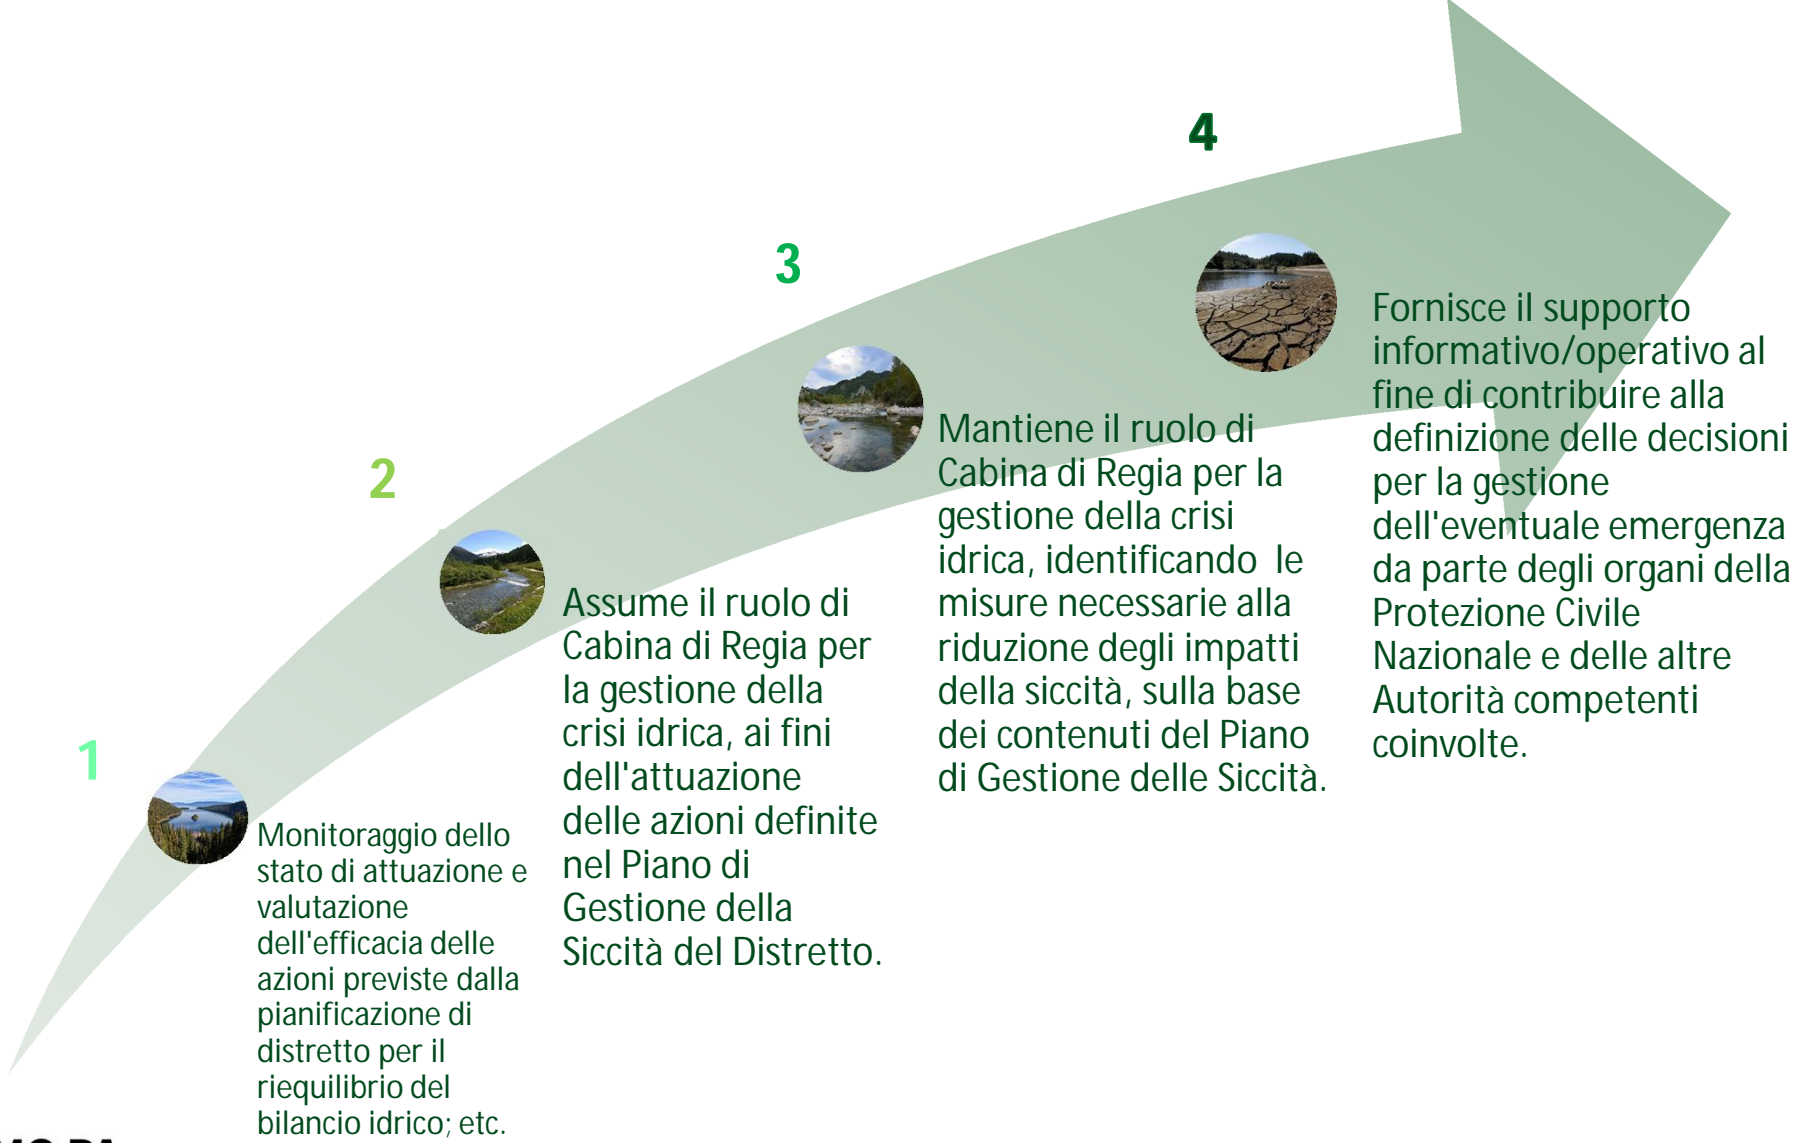 1
Monitoraggio dello
stato di attuazione e
valutazione
dell'efficacia delle
azioni previste dalla
pianificazione di
distretto per il
riequilibrio del
bilancio idrico; etc.
2
Assume il ruolo di
Cabina di Regia per
la gestione della
crisi idrica, ai fini
dell'attuazione
delle azioni definite
nel Piano di
Gestione della
Siccità del Distretto.
3
Mantiene il ruolo di
Cabina di Regia per la
gestione della crisi
idrica, identificando le
misure necessarie alla
riduzione degli impatti
della siccità, sulla base
dei contenuti del Piano
di Gestione delle Siccità.
4
Fornisce il supporto
informativo/operativo al
fine di contribuire alla
definizione delle decisioni
per la gestione
dell'eventuale emergenza
da parte degli organi della
Protezione Civile
Nazionale e delle altre
Autorità competenti
coinvolte.